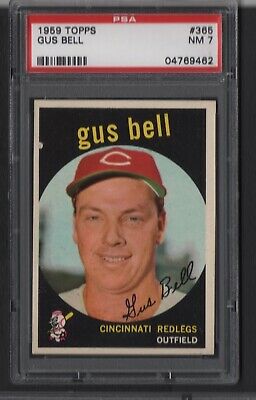 PSA
1959 TOPPS #365
GUS BELL NM 7
04769462
gus bell
C
Gus Bell
CINCINNATI REDLEGS
OUTFIELD